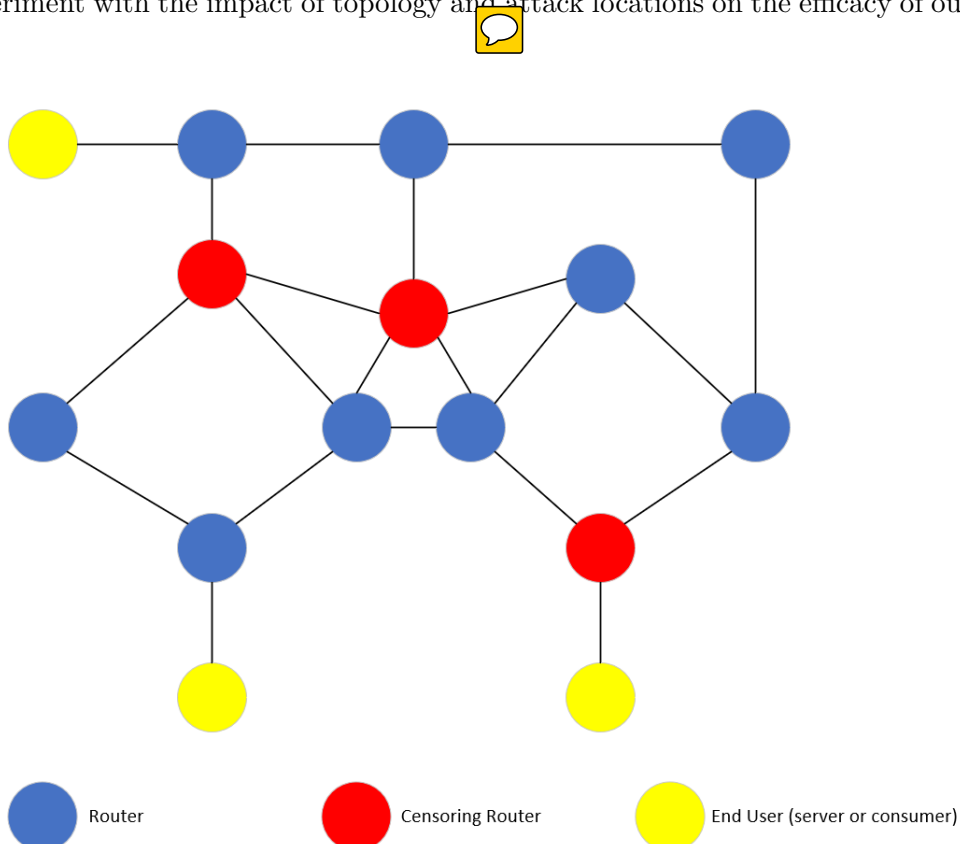 eriment with the impact of topology and attack locations on the efficacy of ou
Router
Censoring Router
End User (server or consumer)